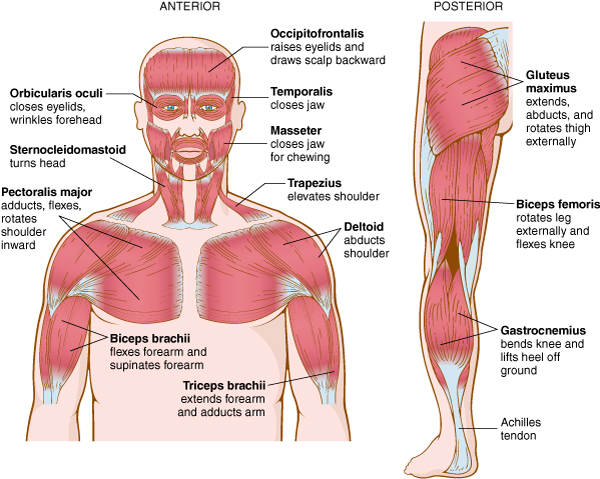 ANTERIOR
Occipitofrontalis
raises eyelids and
draws scalp backward
Orbicularis oculi
closes eyelids,
wrinkles forehead
Temporalis
closes jaw
Masseter
closes jaw
for chewing
Sternocleidomastoid
turns head
Trapezius
elevates shoulder
Pectoralis major
adducts, flexes,
rotates
shoulder
inward
Deltoid
abducts
shoulder
Biceps brachii
flexes forearm and
supinates forearm
Triceps brachii
extends forearm
and adducts arm
POSTERIOR
Gluteus
maximus
extends,
abducts, and
rotates thigh
externally
Biceps femoris
rotates leg
externally and
flexes knee
Gastrocnemius
bends knee and
lifts heel off
ground
Achilles
tendon